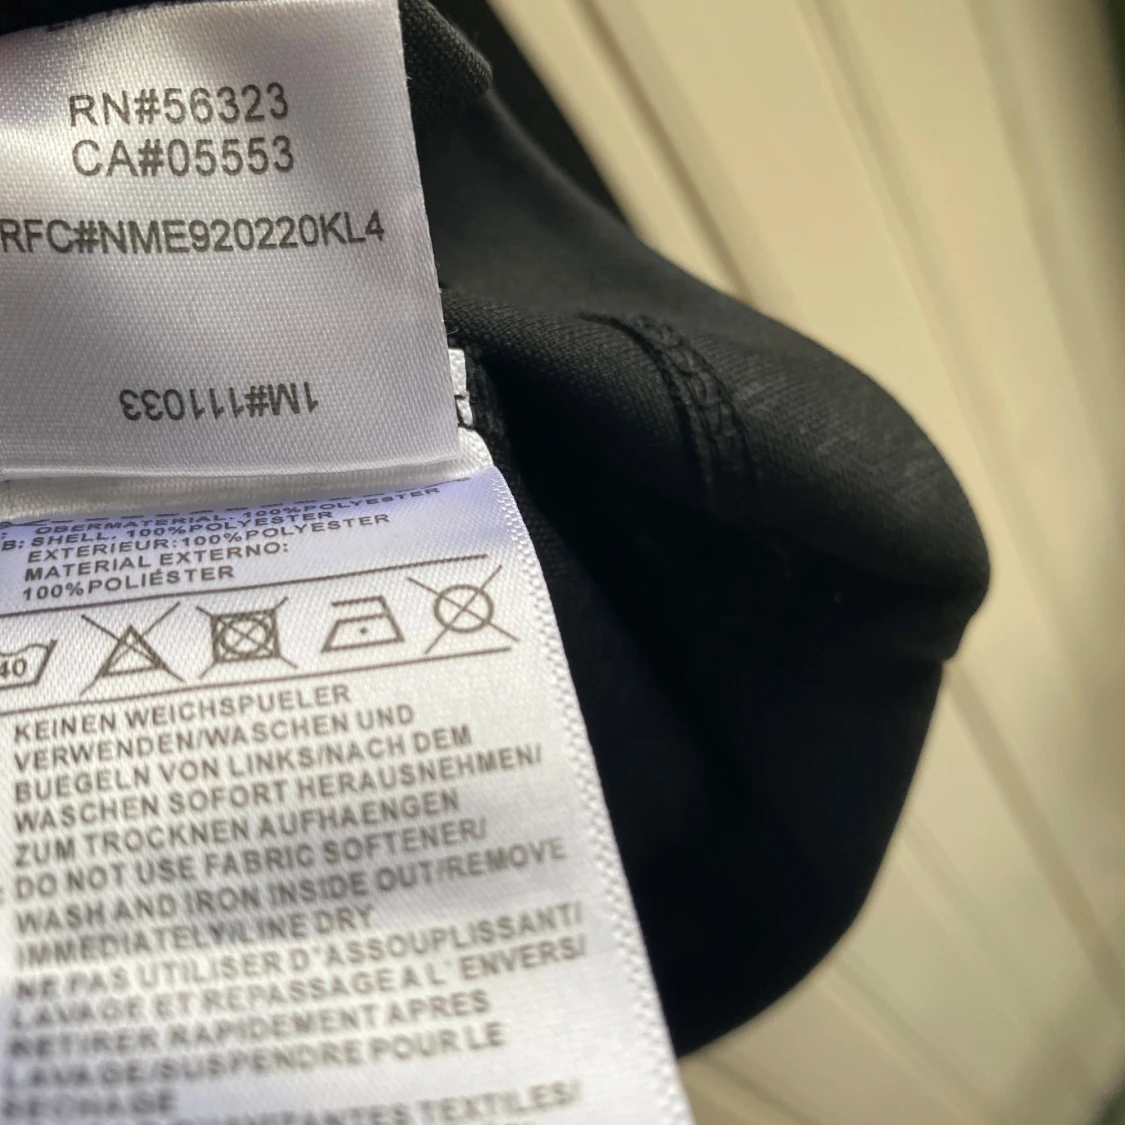 RN#56323
CA#05553
RFC#NME920220KL4
1M#111033
OBERMATERIAL: 100%POLYESTER
B: SHELL: 100%POLYESTER
EXTERIEUR:100%POLYESTER
MATERIAL EXTERNO:
100%POLIÉSTER
40
KEINEN WEICHSPUELER
VERWENDEN/WASCHEN UND
BUEGELN VON LINKS/NACH DEM
WASCHEN SOFORT HERAUSNEHMEN/
ZUM TROCKNEN AUFHAENGEN
DO NOT USE FABRIC SOFTENER/
WASH AND IRON INSIDE OUT/REMOVE
IMMEDIATELY/LINE DRY
NE PAS UTILISER D'ASSOUPLISSANT/
LAVAGE ET REPASSAGE A L'ENVERS/
RETIRER RAPIDEMENT APRES
LAVAGE/SUSPENDRE POUR LE
SECHAGE
TEXTILES/